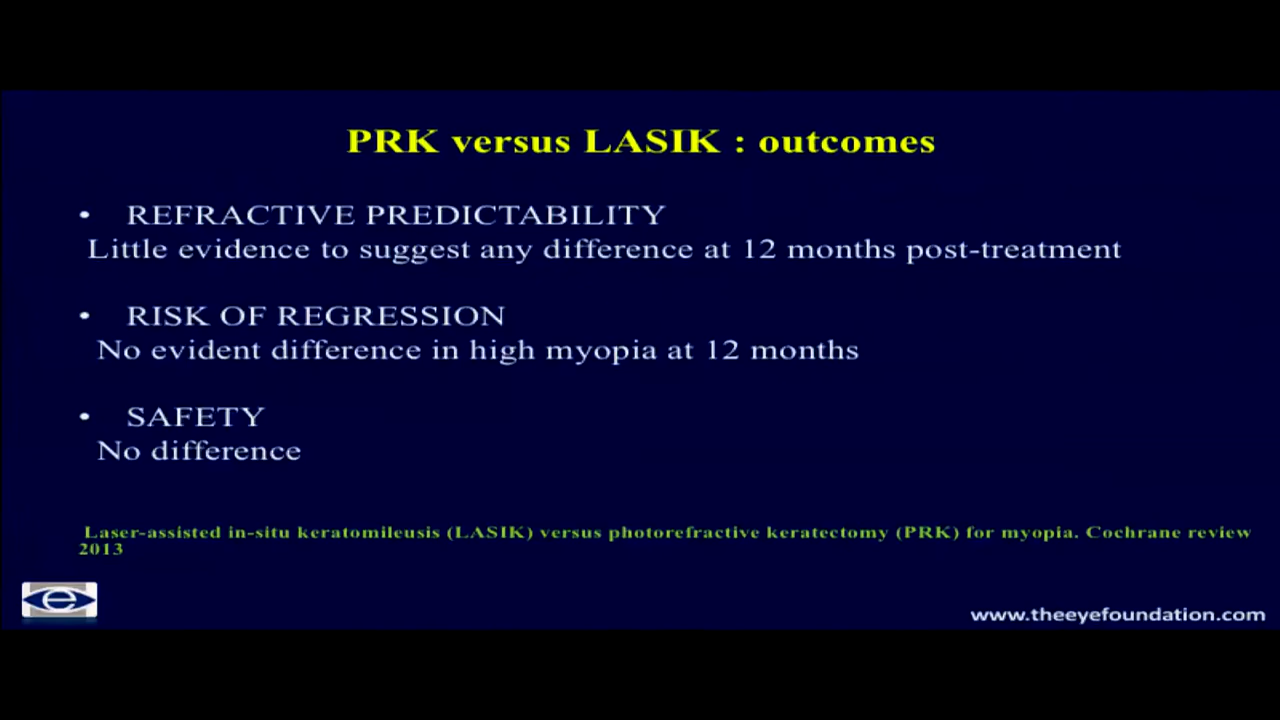 PRK versus LASIK : outcomes
• REFRACTIVE PREDICTABILITY
Little evidence to suggest any difference at 12 months post-treatment
• RISK OF REGRESSION
No evident difference in high myopia at 12 months
• SAFETY
No difference
Laser-assisted in-situ keratomileusis (LASIK) versus photorefractive keratectomy (PRK) for myopia. Cochrane review
2013
e
www.theeyefoundation.com